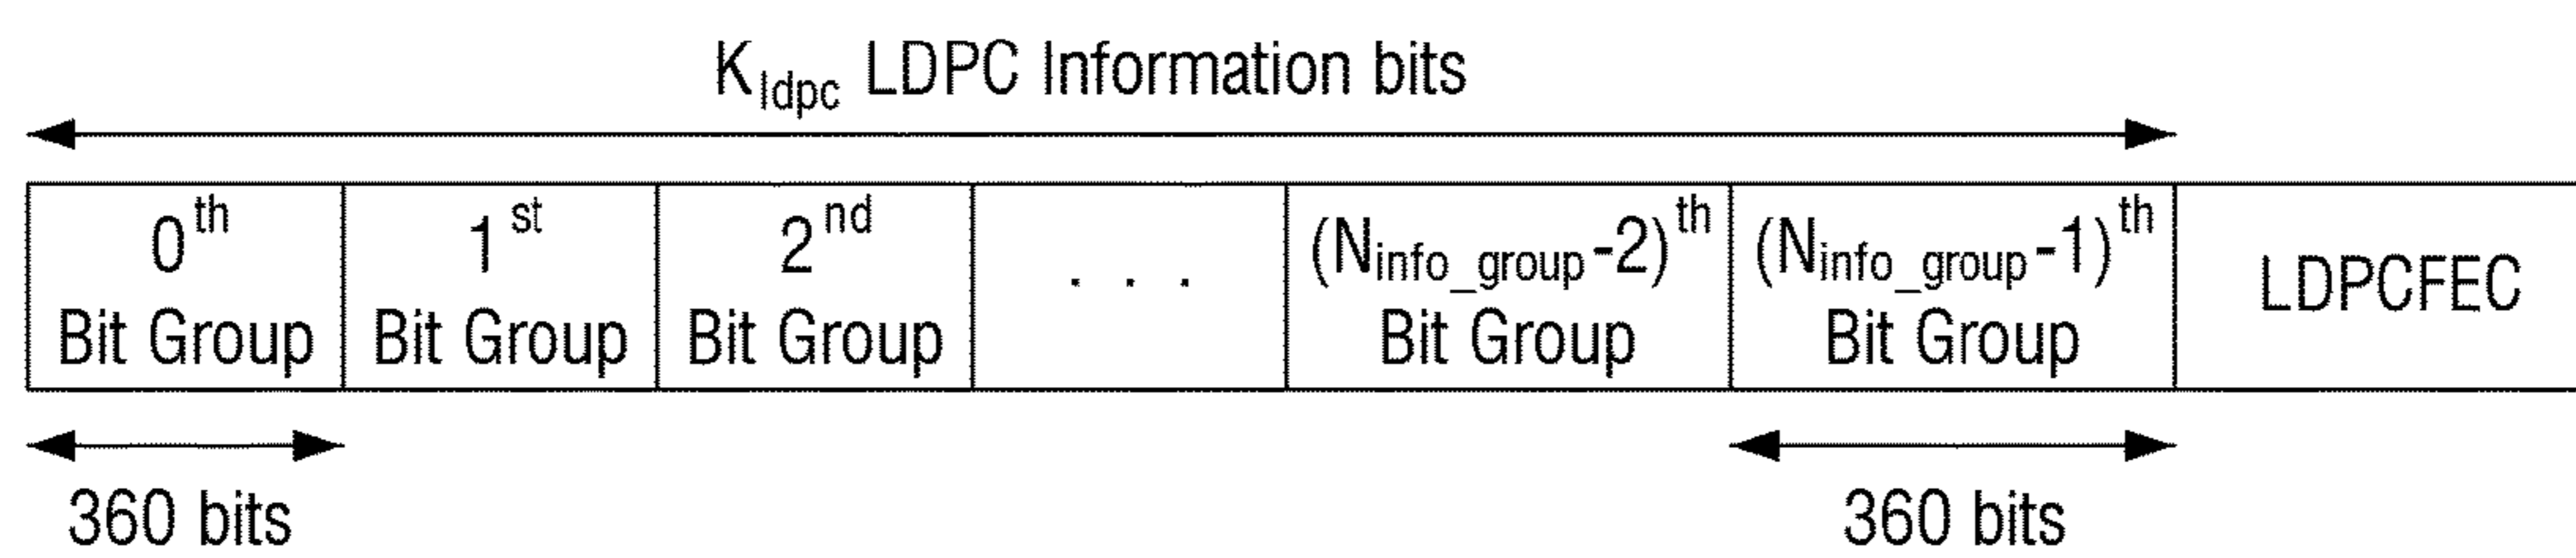 K_ldpc LDPC Information bits
0th Bit Group
1st Bit Group
2nd Bit Group
. . .
(N_info_group-2)th Bit Group
(N_info_group-1)th Bit Group
LDPCFEC
360 bits
360 bits